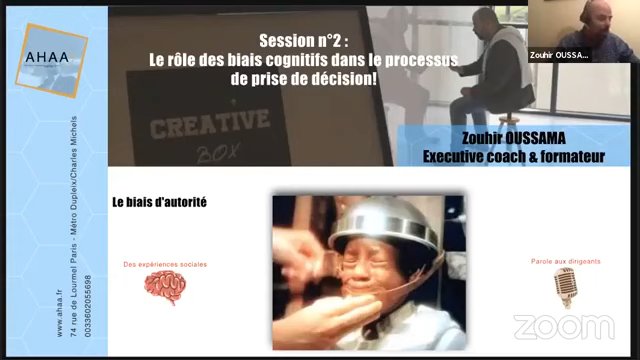 AHAA
Session n°2 :
Le rôle des biais cognitifs dans le processus
de prise de décision!
CREATIVE
BOX
Zouhir OUSSAMA
Executive coach & formateur
Zouhir OUSSA...
Le biais d'autorité
Des expériences sociales
Parole aux dirigeants
www.ahaa.fr
74 rue de Lourmel Paris - Métro Dupleix/Charles Michels
0033602055698
zoom